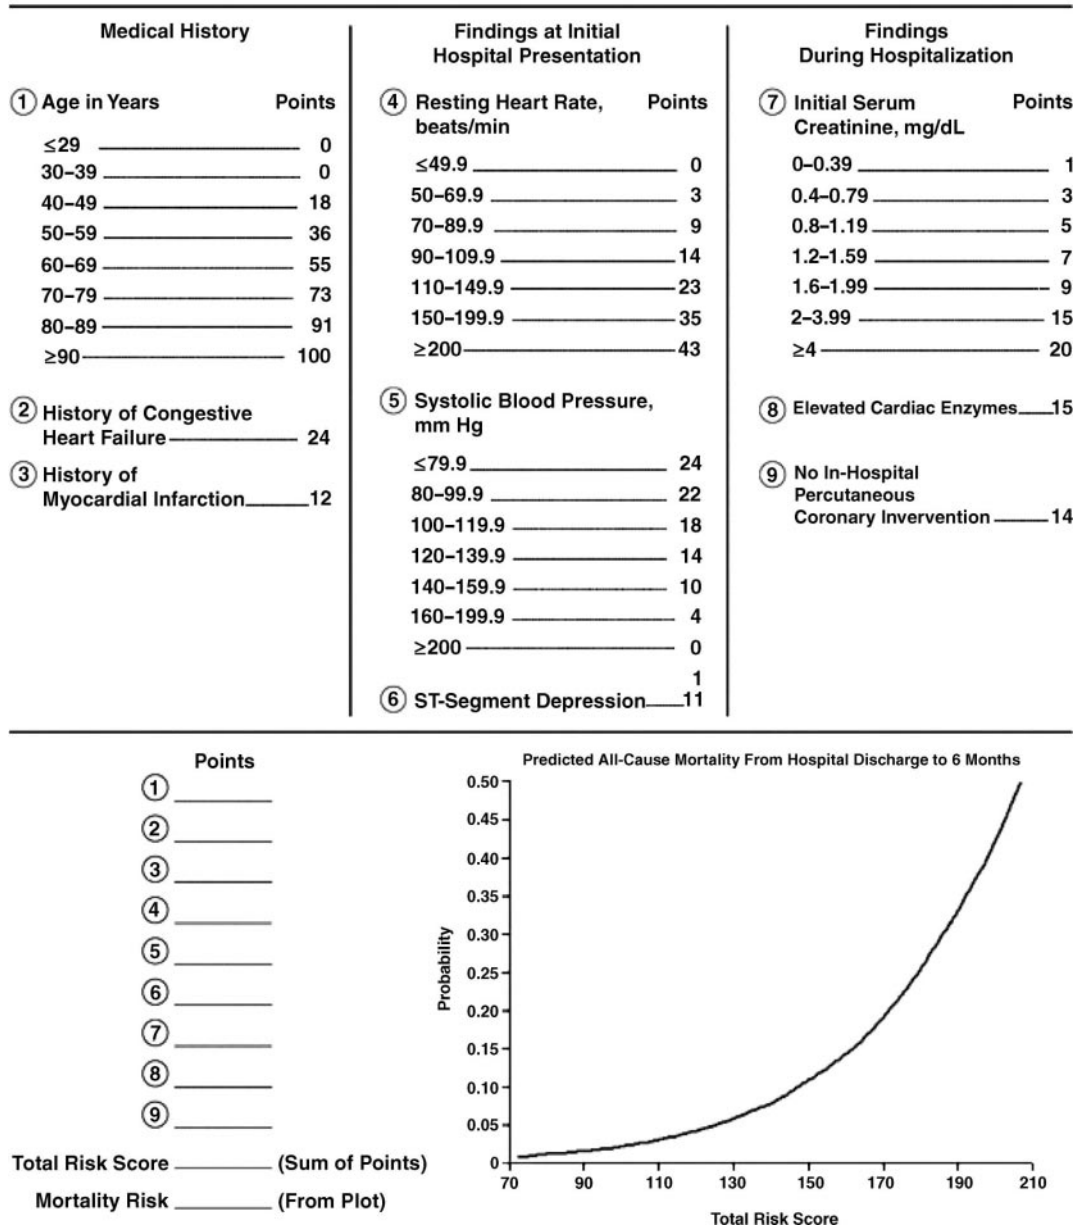 Medical History
① Age in Years Points
≤29 0
30–39 0
40–49 18
50–59 36
60–69 55
70–79 73
80–89 91
≥90 100
② History of Congestive
Heart Failure 24
③ History of
Myocardial Infarction 12
Findings at Initial
Hospital Presentation
④ Resting Heart Rate, Points
beats/min
≤49.9 0
50–69.9 3
70–89.9 9
90–109.9 14
110–149.9 23
150–199.9 35
≥200 43
⑤ Systolic Blood Pressure,
mm Hg
≤79.9 24
80–99.9 22
100–119.9 18
120–139.9 14
140–159.9 10
160–199.9 4
≥200 0
1
⑥ ST-Segment Depression 11
Findings
During Hospitalization
⑦ Initial Serum Points
Creatinine, mg/dL
0–0.39 1
0.4–0.79 3
0.8–1.19 5
1.2–1.59 7
1.6–1.99 9
2–3.99 15
≥4 20
⑧ Elevated Cardiac Enzymes 15
⑨ No In-Hospital
Percutaneous
Coronary Invervention 14
Points
①
②
③
④
⑤
⑥
⑦
⑧
⑨
Total Risk Score (Sum of Points)
Mortality Risk (From Plot)
Predicted All-Cause Mortality From Hospital Discharge to 6 Months
Probability
0.50
0.45
0.40
0.35
0.30
0.25
0.20
0.15
0.10
0.05
0
70 90 110 130 150 170 190 210
Total Risk Score